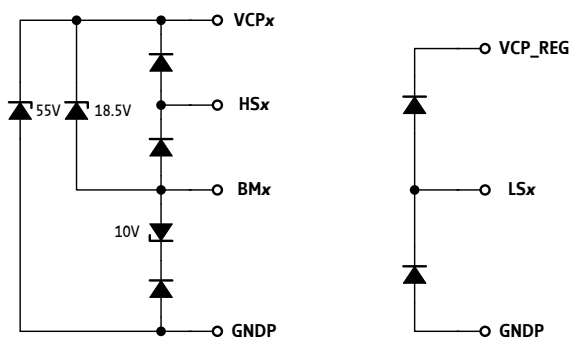 VCPx
VCP_REG
55V
18.5V
HSx
BMx
LSx
10V
GNDP
GNDP